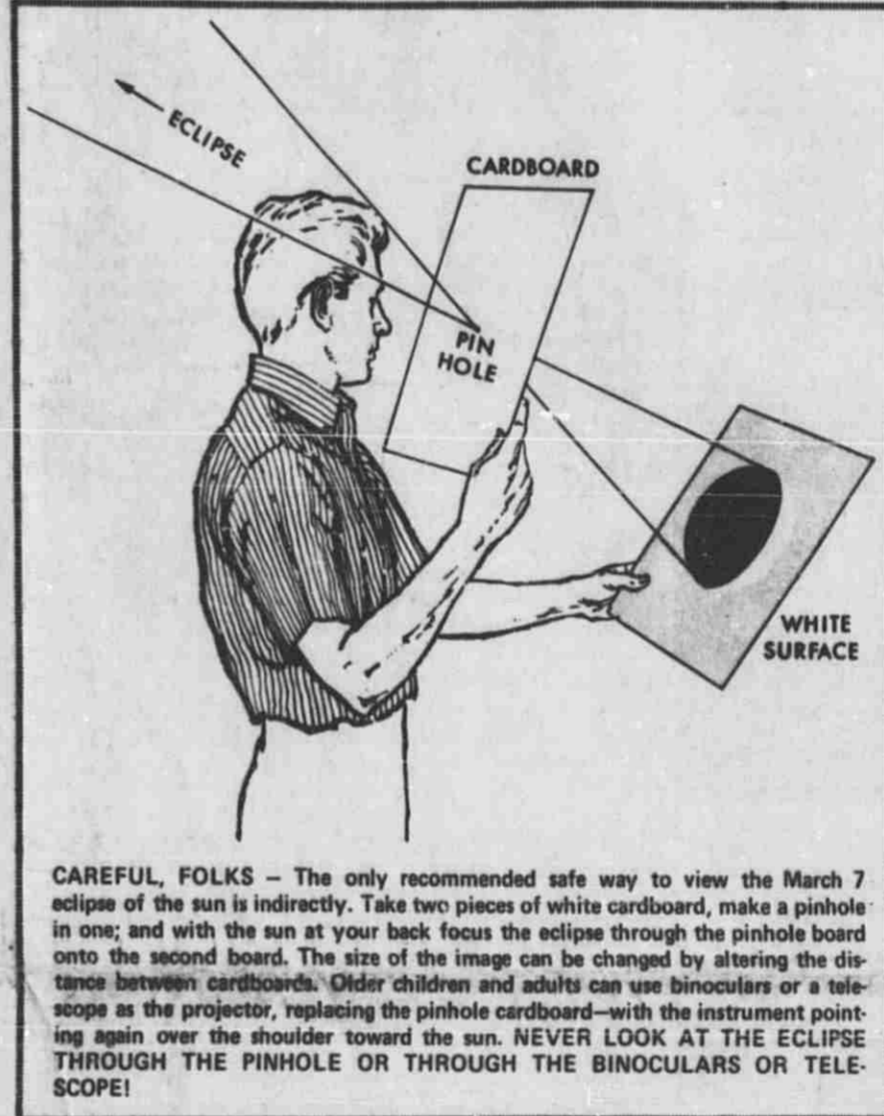 ECLIPSE
CARDBOARD
PIN
HOLE
WHITE
SURFACE
CAREFUL, FOLKS — The only recommended safe way to view the March 7
eclipse of the sun is indirectly. Take two pieces of white cardboard, make a pinhole
in one; and with the sun at your back focus the eclipse through the pinhole board
onto the second board. The size of the image can be changed by altering the dis-
tance between cardboards. Older children and adults can use binoculars or a tele-
scope as the projector, replacing the pinhole cardboard—with the instrument point-
ing again over the shoulder toward the sun. NEVER LOOK AT THE ECLIPSE
THROUGH THE PINHOLE OR THROUGH THE BINOCULARS OR TELE-
SCOPE!